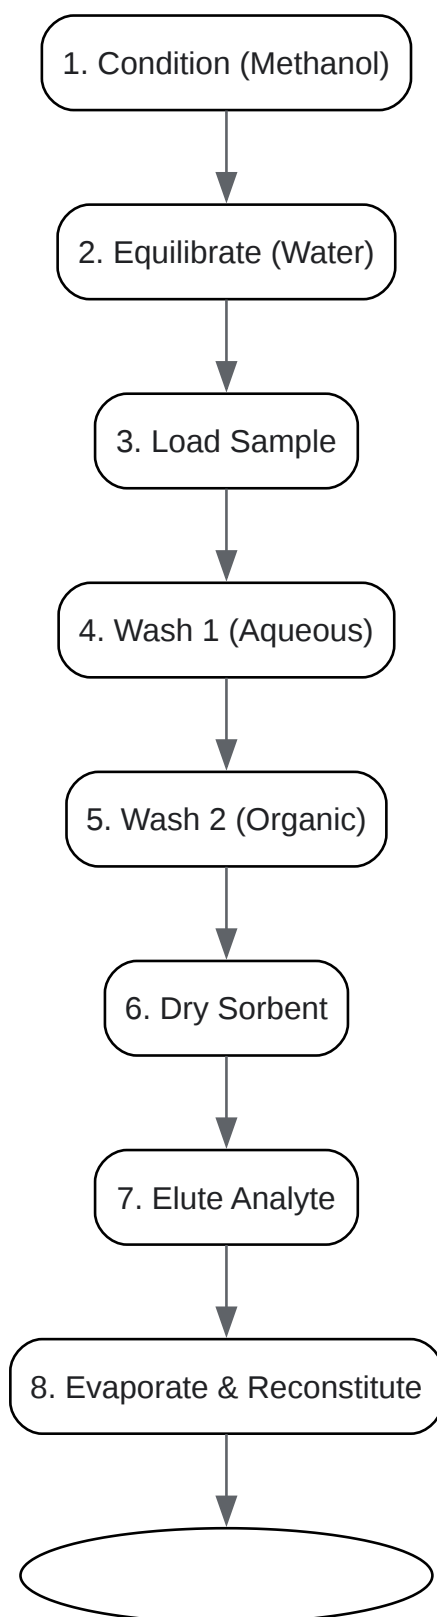 1. Condition (Methanol)
2. Equilibrate (Water)
3. Load Sample
4. Wash 1 (Aqueous)
5. Wash 2 (Organic)
6. Dry Sorbent
7. Elute Analyte
8. Evaporate & Reconstitute